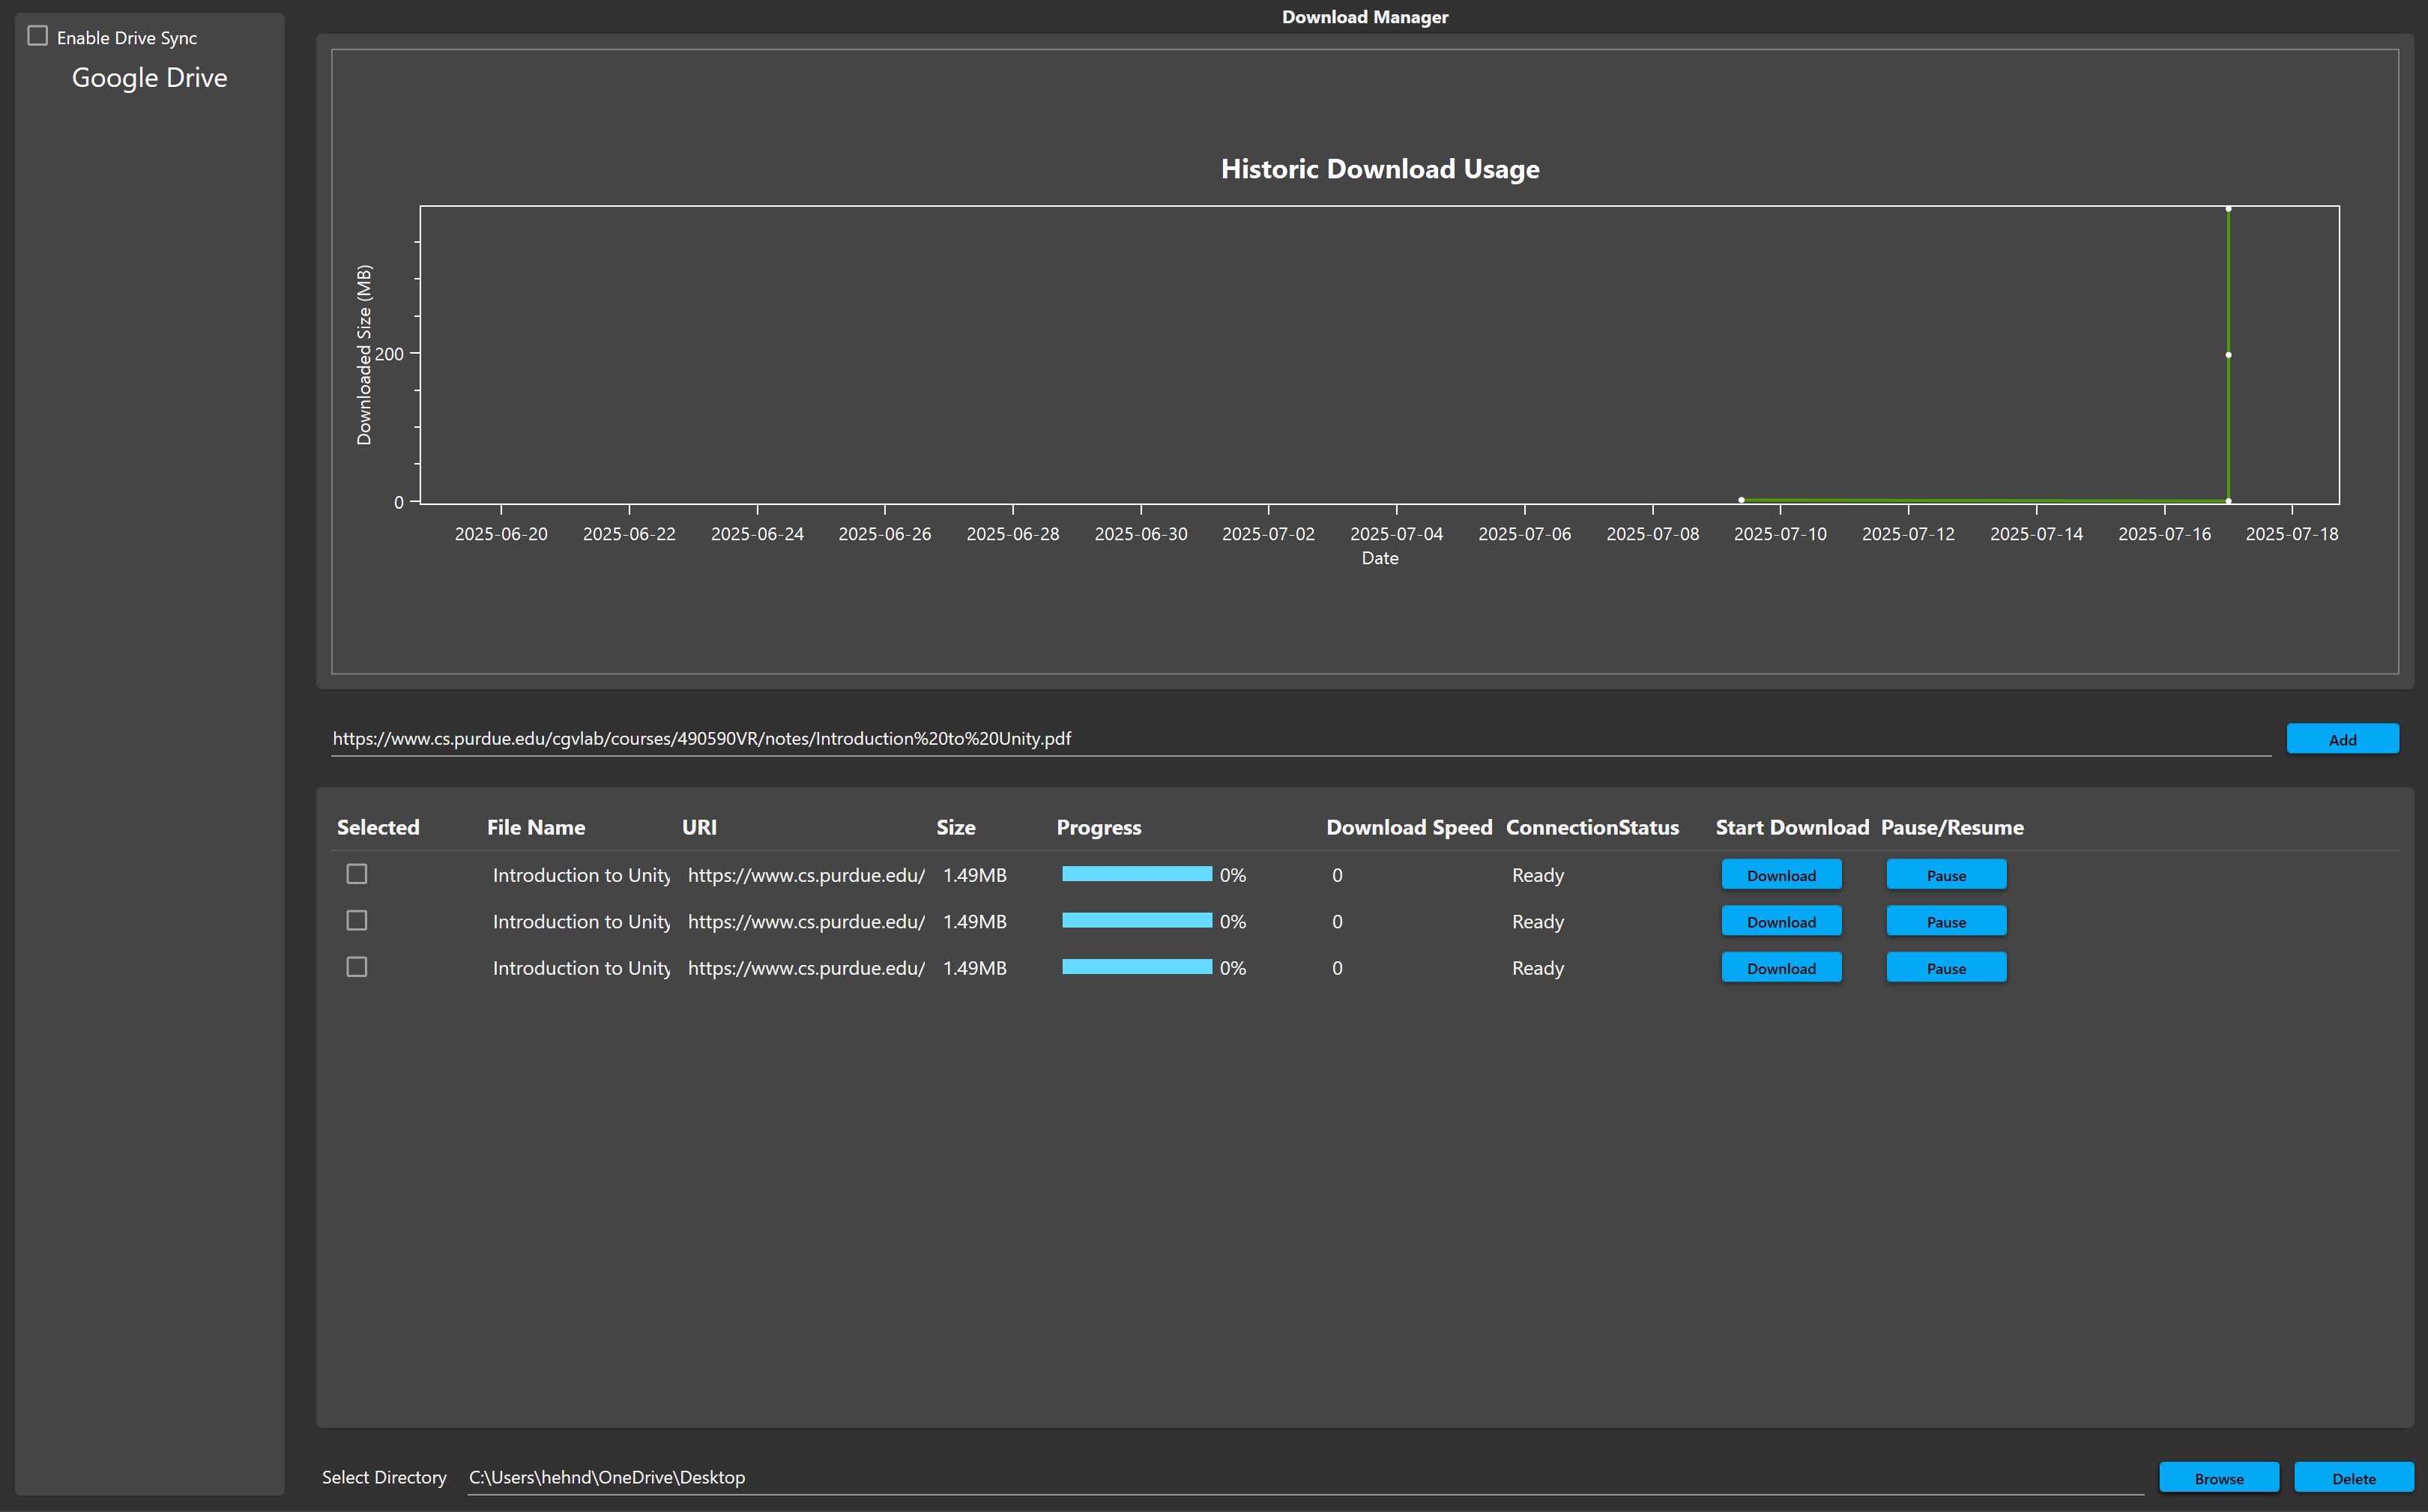 Download Manager
Enable Drive Sync
Google Drive
Historic Download Usage
Downloaded Size (MB)
200
0
2025-06-20 2025-06-22 2025-06-24 2025-06-26 2025-06-28 2025-06-30 2025-07-02 2025-07-04 2025-07-06 2025-07-08 2025-07-10 2025-07-12 2025-07-14 2025-07-16 2025-07-18
Date
https://www.cs.purdue.edu/cgvlab/courses/490590VR/notes/Introduction%20to%20Unity.pdf Add
Selected File Name URI Size Progress Download Speed ConnectionStatus Start Download Pause/Resume
Introduction to Unity https://www.cs.purdue.edu/ 1.49MB 0% 0 Ready Download Pause
Introduction to Unity https://www.cs.purdue.edu/ 1.49MB 0% 0 Ready Download Pause
Introduction to Unity https://www.cs.purdue.edu/ 1.49MB 0% 0 Ready Download Pause
Select Directory C:\Users\hehnd\OneDrive\Desktop Browse Delete